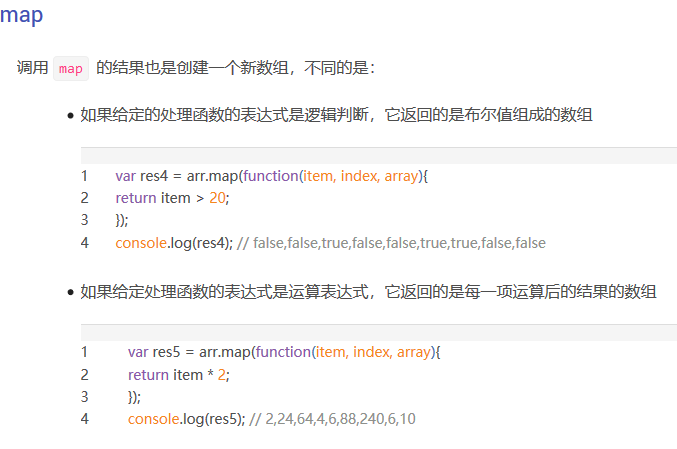 map
调用 map 的结果也是创建一个新数组，不同的是：
如果给定的处理函数的表达式是逻辑判断，它返回的是布尔值组成的数组
1 var res4 = arr.map(function(item, index, array){
2 return item > 20;
3 });
4 console.log(res4); // false,false,true,false,false,true,true,false,false
如果给定处理函数的表达式是运算表达式，它返回的是每一项运算后的结果的数组
1 var res5 = arr.map(function(item, index, array){
2 return item * 2;
3 });
4 console.log(res5); // 2,24,64,4,6,88,240,6,10